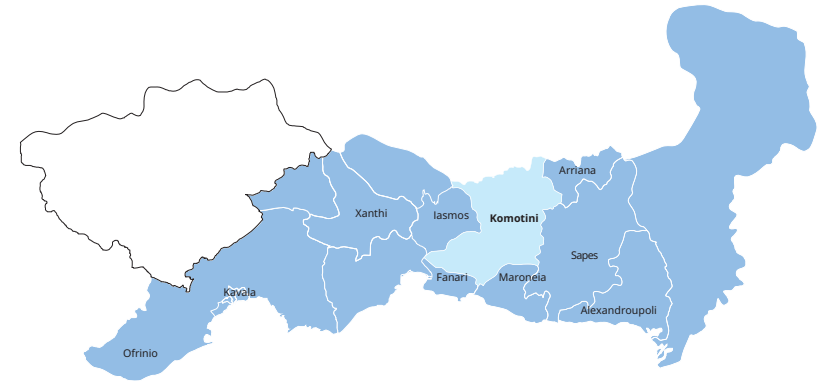 Arriana
Xanthi
Iasmos
Komotini
Sapes
Fanari
Maroneia
Kavala
Alexandroupoli
Ofrinio